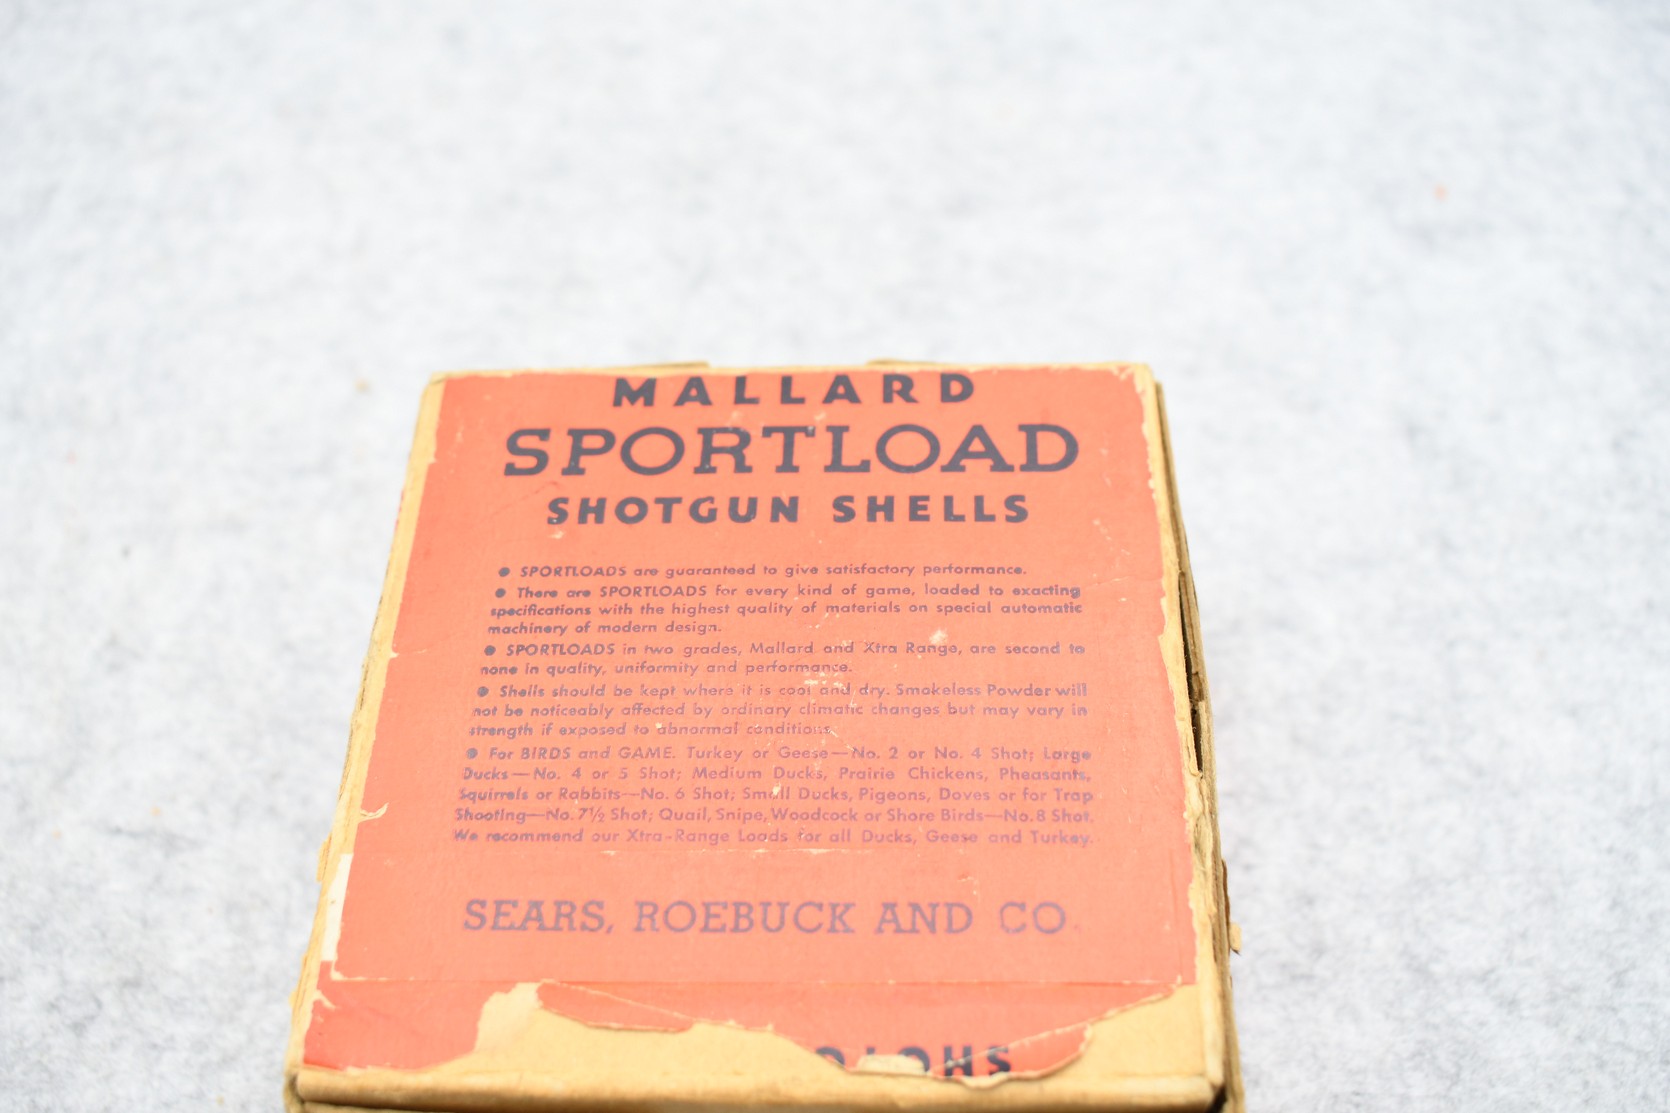 MALLARD
SPORTLOAD
SHOTGUN SHELLS
● SPORTLOADS are guaranteed to give satisfactory performance.
● There are SPORTLOADS for every kind of game, loaded to exacting
specifications with the highest quality of materials on special automatic
machinery of modern design.
● SPORTLOADS in two grades, Mallard and Xtra Range, are second to
none in quality, uniformity and performance.
● Shells should be kept where it is cool and dry. Smokeless Powder will
not be noticeably affected by ordinary climatic changes but may vary in
strength if exposed to abnormal conditions.
● For BIRDS and GAME. Turkey or Geese—No. 2 or No. 4 Shot; Large
Ducks—No. 4 or 5 Shot; Medium Ducks, Prairie Chickens, Pheasants,
Squirrels or Rabbits—No. 6 Shot; Small Ducks, Pigeons, Doves or for Trap
Shooting—No. 7½ Shot; Quail, Snipe, Woodcock or Shore Birds—No. 8 Shot.
We recommend our Xtra-Range Loads for all Ducks, Geese and Turkey.
SEARS, ROEBUCK AND CO.